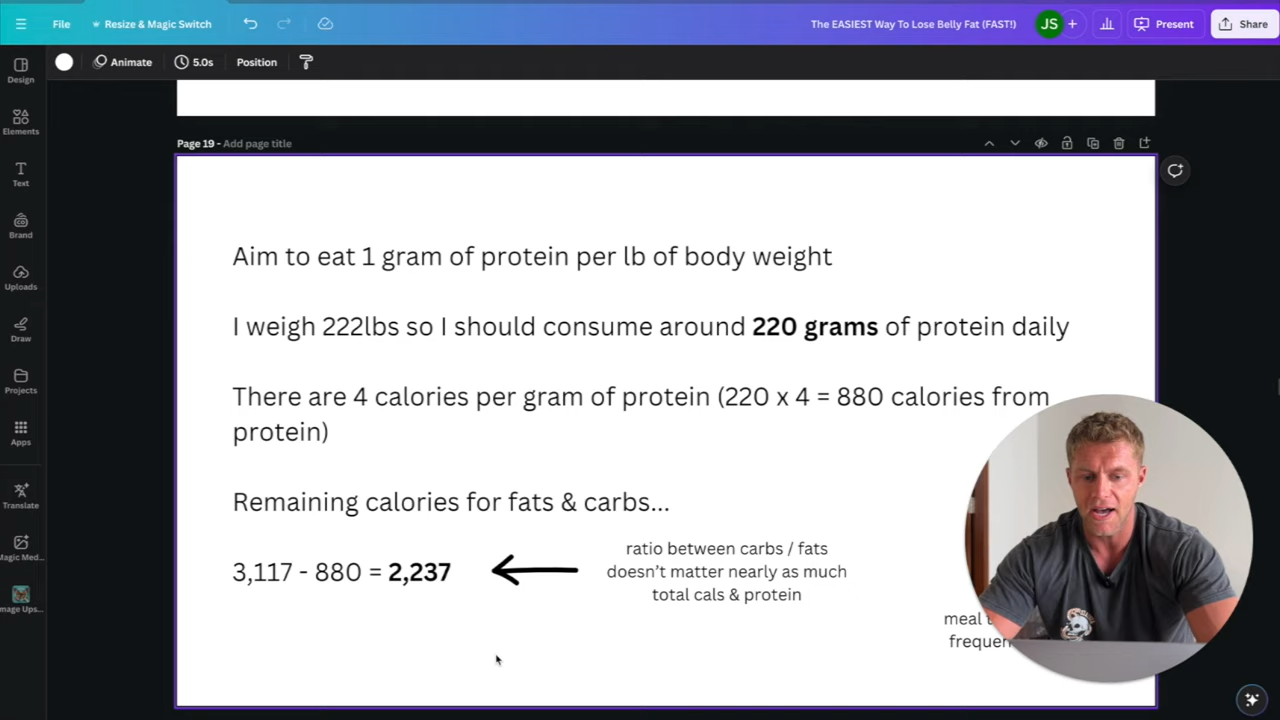 File
Resize & Magic Switch
The EASIEST Way To Lose Belly Fat (FAST!)
JS
+
Present
Share
Design
Elements
Text
Brand
Uploads
Draw
Projects
Apps
Translate
Magic Med...
mage Ups...
Animate
5.0s
Position
Page 19 - Add page title
Aim to eat 1 gram of protein per lb of body weight
I weigh 222lbs so I should consume around 220 grams of protein daily
There are 4 calories per gram of protein (220 x 4 = 880 calories from
protein)
Remaining calories for fats & carbs...
3,117 - 880 = 2,237
ratio between carbs / fats
doesn't matter nearly as much
total cals & protein
meal
frequen